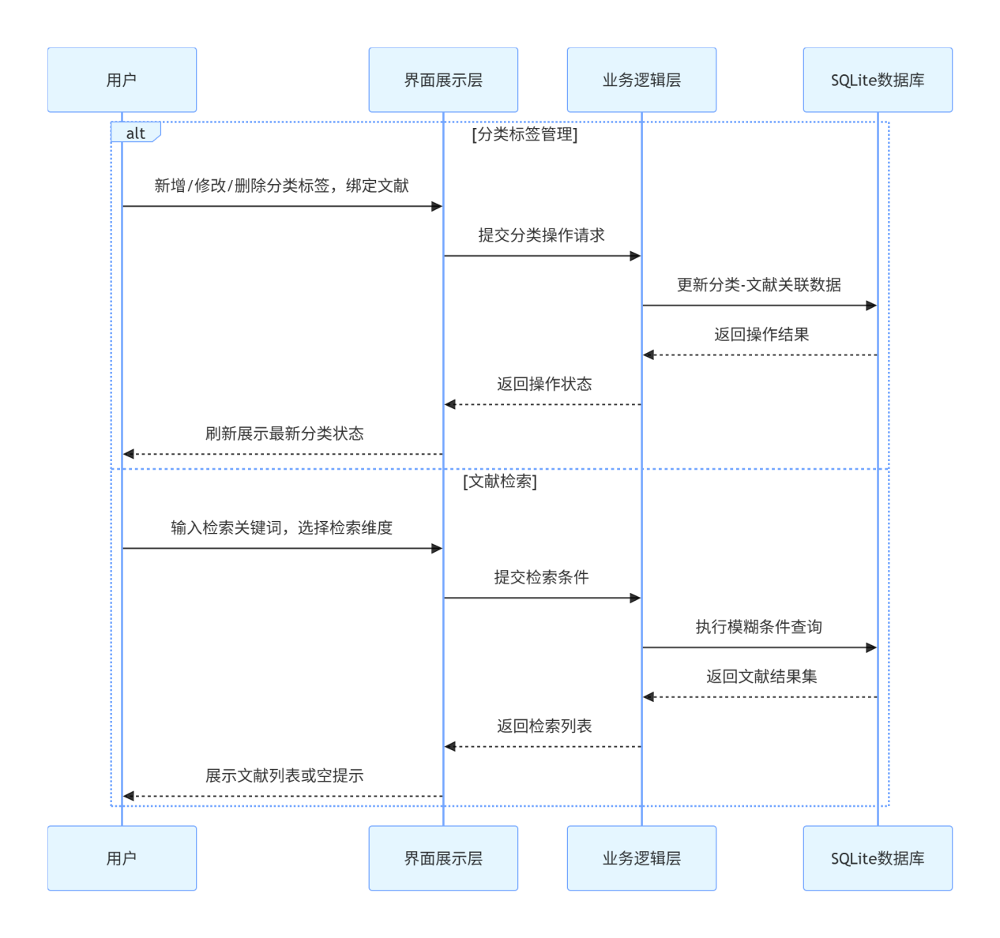 用户
界面展示层
业务逻辑层
SQLite数据库
alt
[分类标签管理]
新增/修改/删除分类标签，绑定文献
提交分类操作请求
更新分类-文献关联数据
返回操作结果
返回操作状态
刷新展示最新分类状态
[文献检索]
输入检索关键词，选择检索维度
提交检索条件
执行模糊条件查询
返回文献结果集
返回检索列表
展示文献列表或空提示
用户
界面展示层
业务逻辑层
SQLite数据库